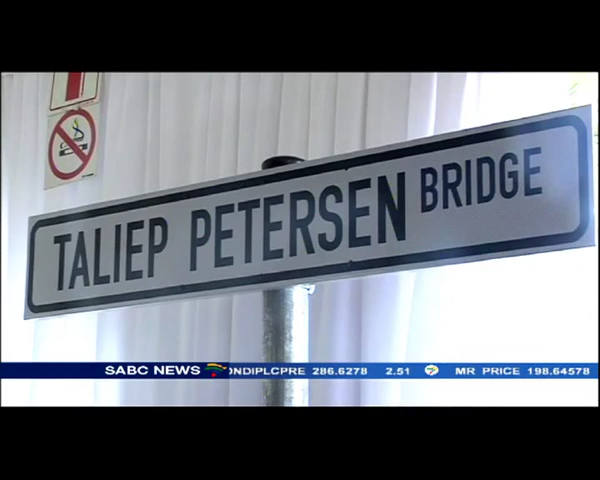 TALIEP PETERSEN BRIDGE
SABC NEWS ONDIPLCPRE 286.6278 2.51 MR PRICE 198.64578